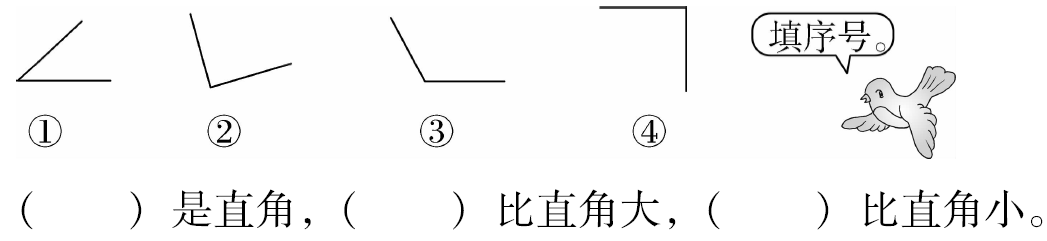 填序号。
① ② ③ ④
（　　）是直角，（　　）比直角大，（　　）比直角小。